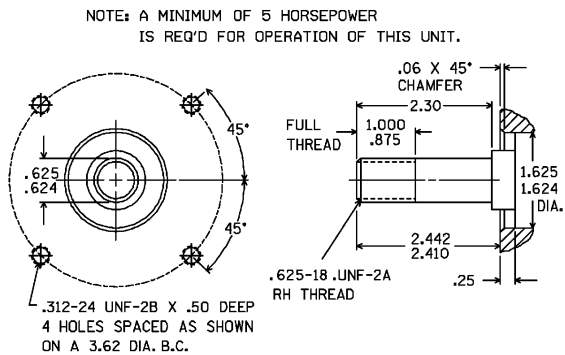 NOTE: A MINIMUM OF 5 HORSEPOWER
IS REQ'D FOR OPERATION OF THIS UNIT.
.06 X 45°
CHAMFER
2.30
FULL
THREAD
1.000
.875
45°
45°
.625
.624
1.625
1.624
DIA.
2.442
2.410
.25
.625-18 .UNF-2A
RH THREAD
.312-24 UNF-2B X .50 DEEP
4 HOLES SPACED AS SHOWN
ON A 3.62 DIA. B.C.